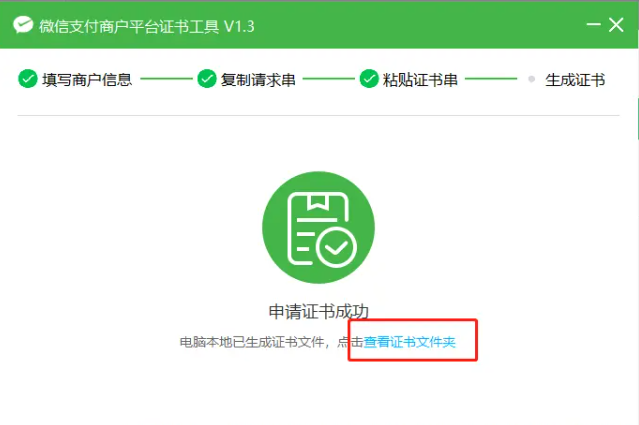 微信支付商户平台证书工具 V1.3
填写商户信息 复制请求串 粘贴证书串 生成证书
申请证书成功
电脑本地已生成证书文件，点击查看证书文件夹